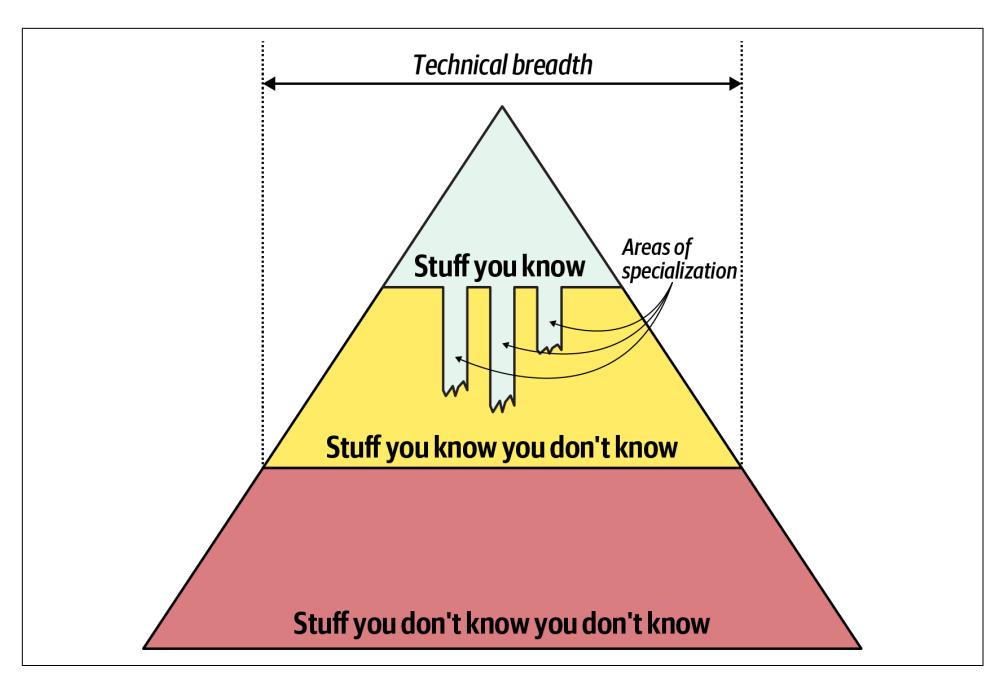 Technical breadth
Areas of
specialization
Stuff you know
Stuff you know you don't know
Stuff you don't know you don't know